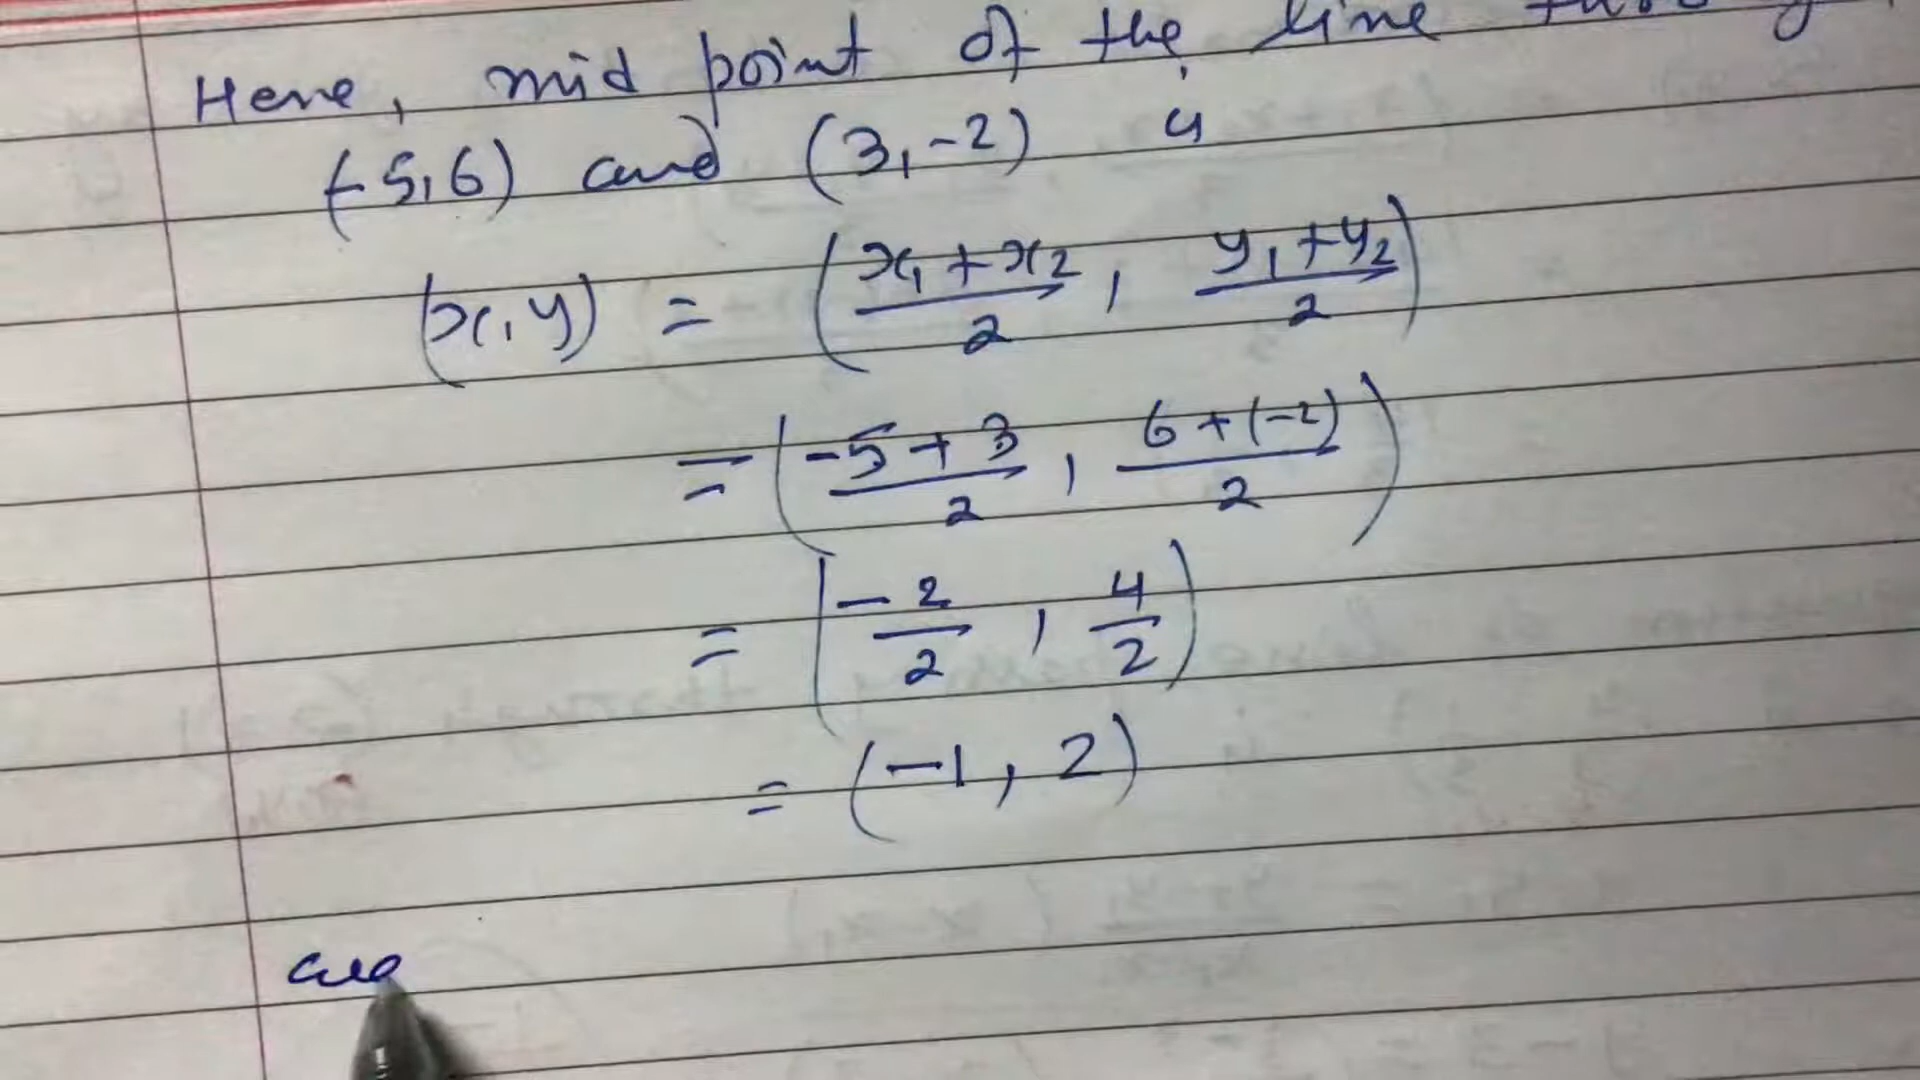 Here, mid point of the line
(-5,6) and (3,-2) is
(x,y) = (x₁+x₂/2, y₁+y₂/2)
= (-5+3/2, 6+(-2)/2)
= (-2/2, 4/2)
= (-1, 2)